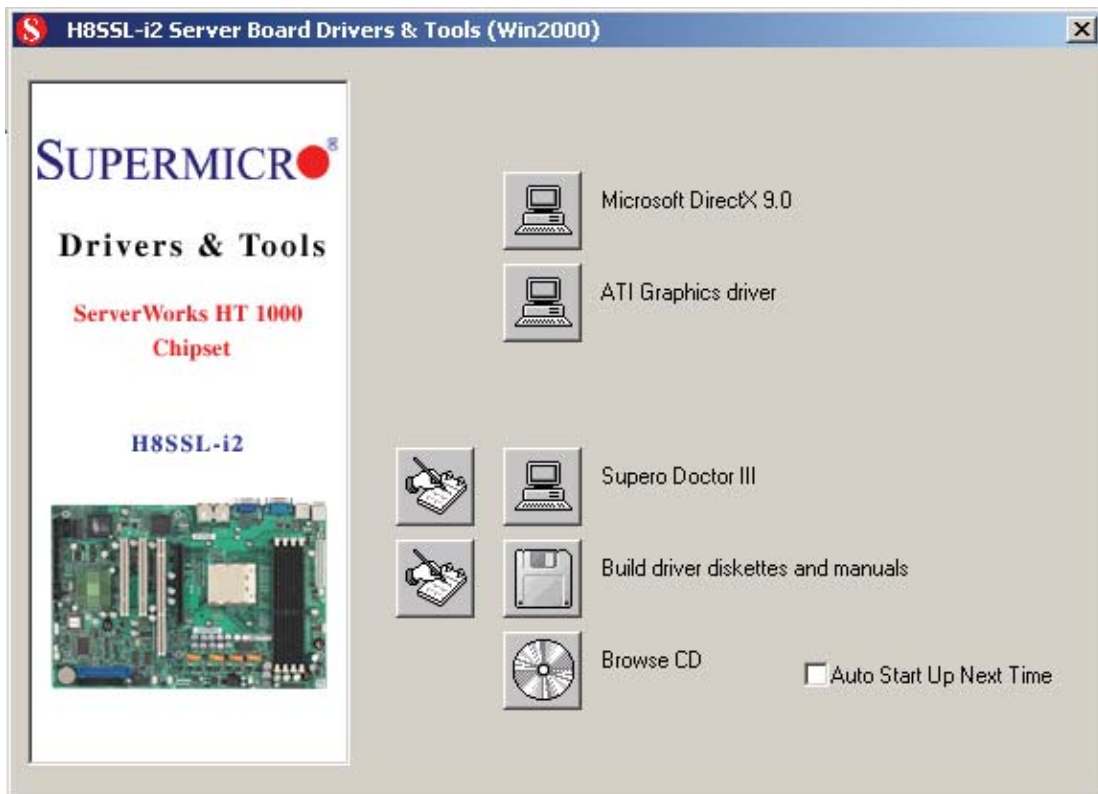 H8SSL-i2 Server Board Drivers & Tools (Win2000)
SUPERMICRO®
Drivers & Tools
ServerWorks HT 1000
Chipset
H8SSL-i2
Microsoft DirectX 9.0
ATI Graphics driver
Supero Doctor III
Build driver diskettes and manuals
Browse CD
Auto Start Up Next Time